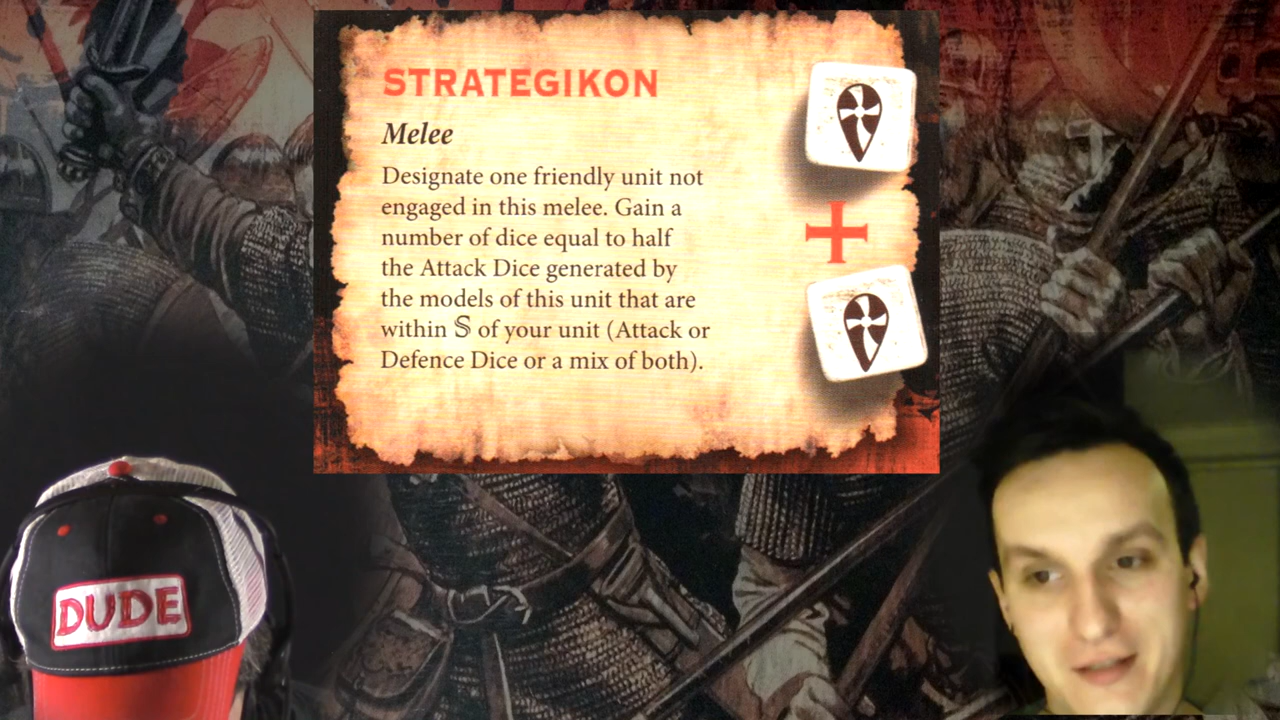 STRATEGIKON
Melee
Designate one friendly unit not
engaged in this melee. Gain a
number of dice equal to half
the Attack Dice generated by
the models of this unit that are
within S of your unit (Attack or
Defence Dice or a mix of both).
DUDE